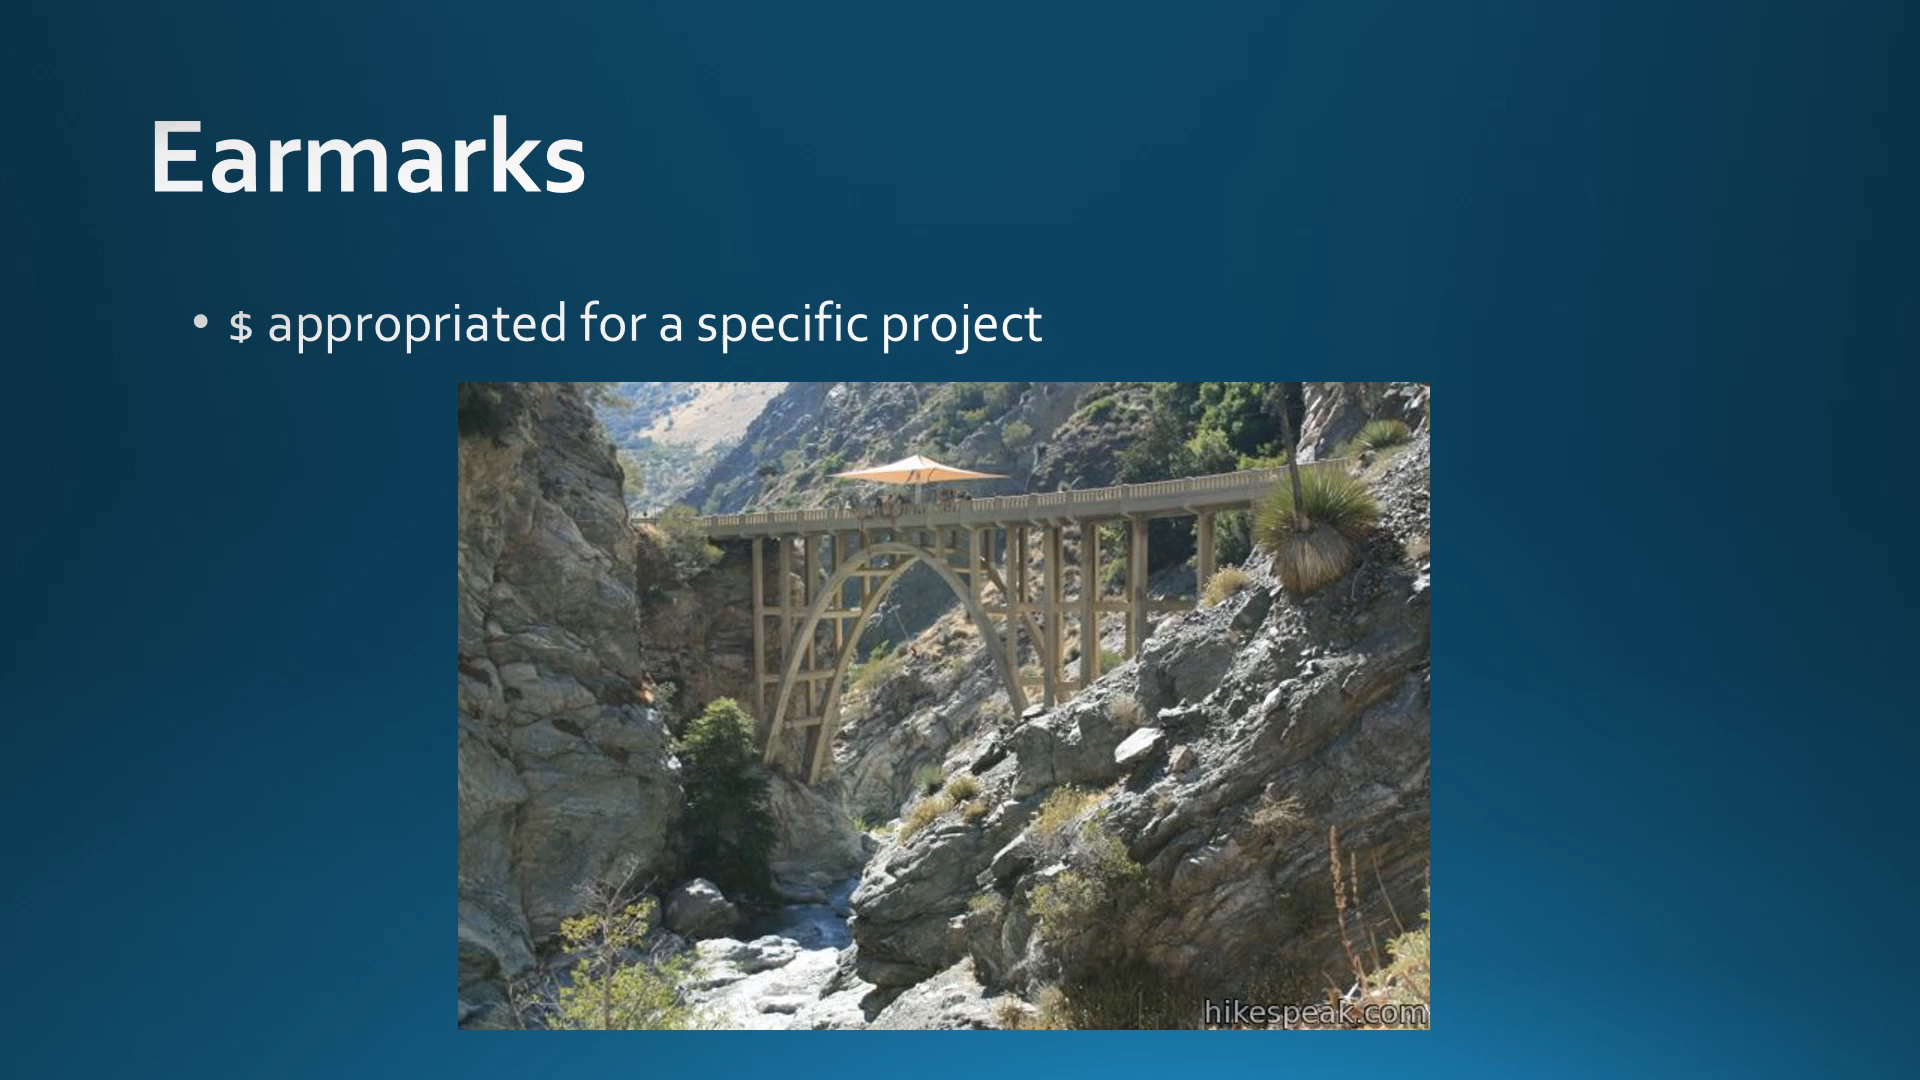 Earmarks
• $ appropriated for a specific project
hikespeak.com